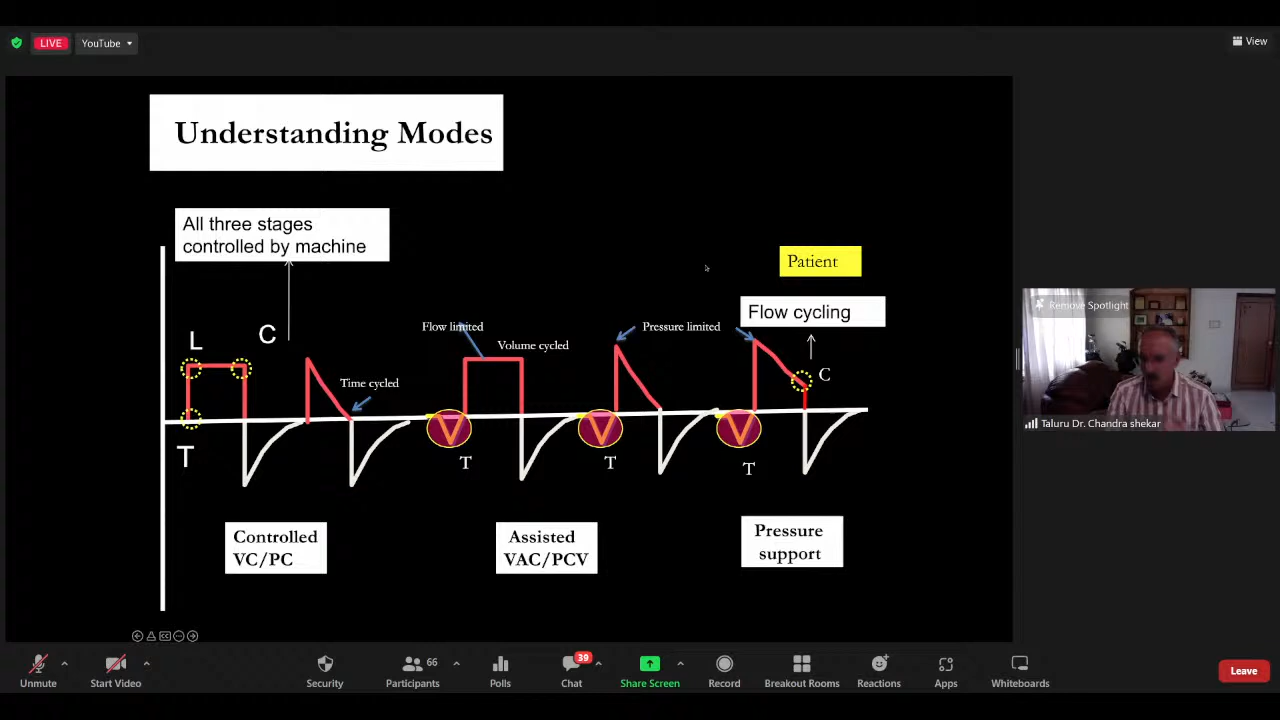 LIVE
YouTube
View
Understanding Modes
All three stages
controlled by machine
Patient
Flow cycling
L
C
Flow limited
Volume cycled
Pressure limited
Time cycled
C
T
T
T
T
Controlled
VC/PC
Assisted
VAC/PCV
Pressure
support
Remove Spotlight
Taluru Dr. Chandra shekar
Unmute
Start Video
Security
66
Participants
Polls
39
Chat
Share Screen
Record
Breakout Rooms
Reactions
Apps
Whiteboards
Leave